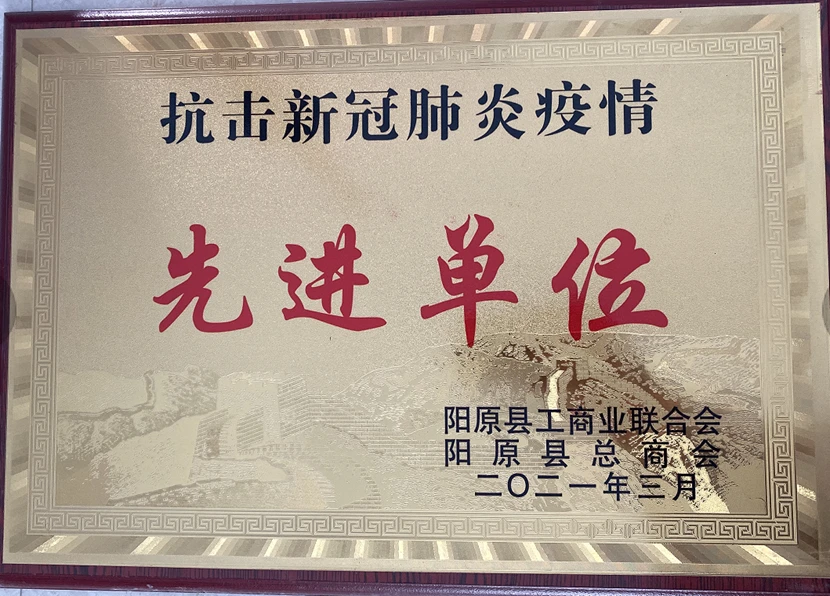 抗击新冠肺炎疫情
先进单位
阳原县工商业联合会
阳原县总商会
二〇二一年三月